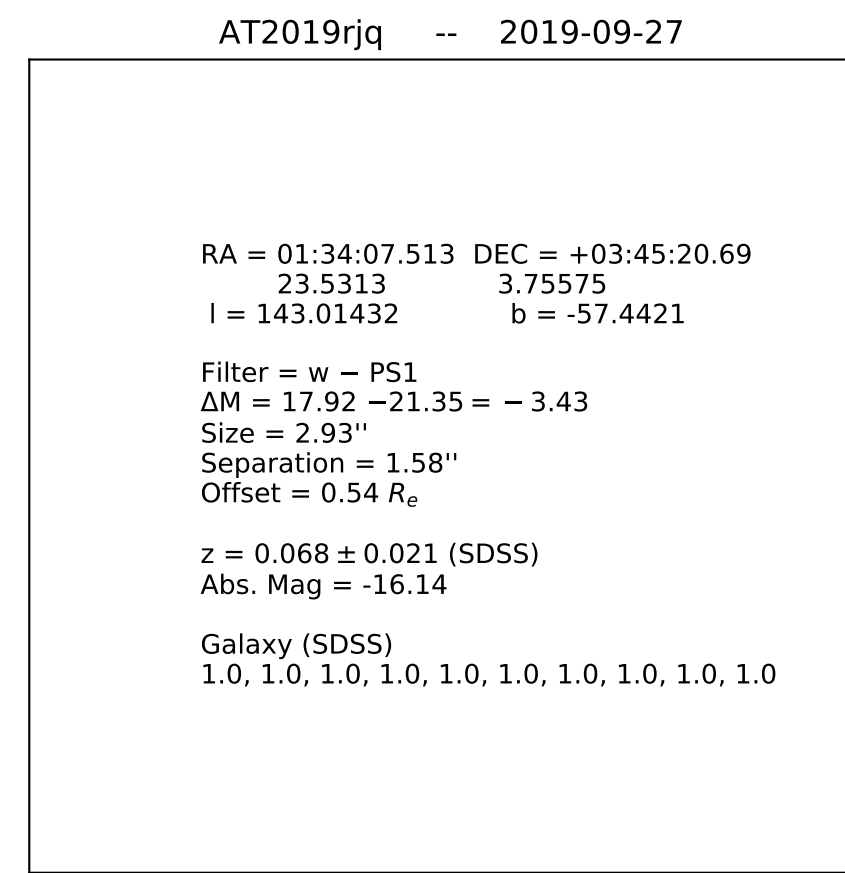 AT2019rjq -- 2019-09-27
RA = 01:34:07.513 DEC = +03:45:20.69
23.5313 3.75575
l = 143.01432 b = -57.4421
Filter = w − PS1
ΔM = 17.92 −21.35 = − 3.43
Size = 2.93''
Separation = 1.58''
Offset = 0.54 Rₑ
z = 0.068 ± 0.021 (SDSS)
Abs. Mag = -16.14
Galaxy (SDSS)
1.0, 1.0, 1.0, 1.0, 1.0, 1.0, 1.0, 1.0, 1.0, 1.0